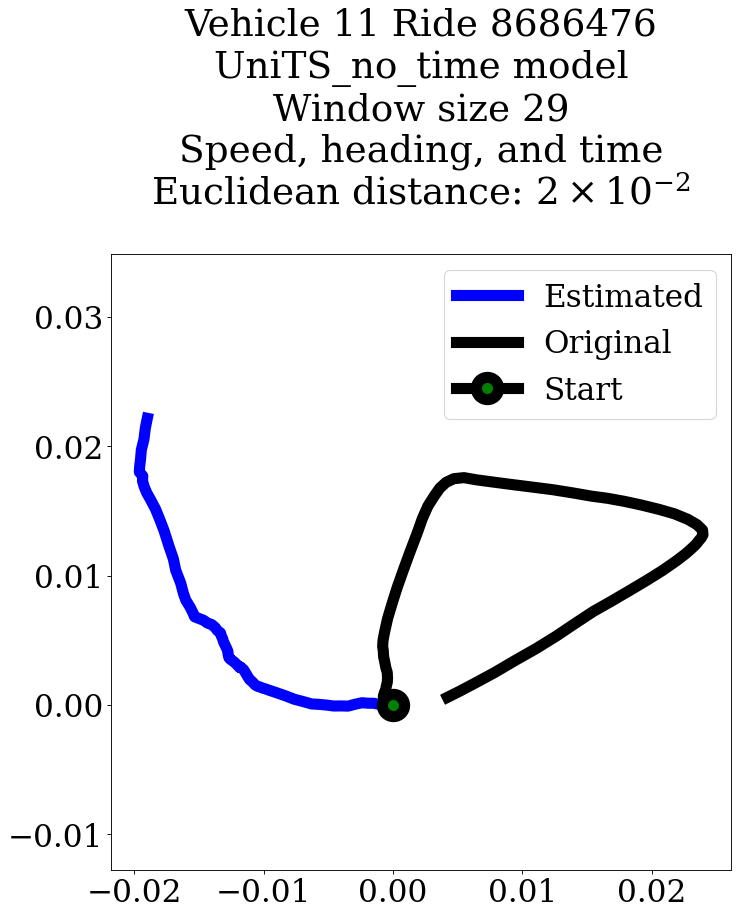 Vehicle 11 Ride 8686476
UniTS_no_time model
Window size 29
Speed, heading, and time
Euclidean distance: 2 × 10⁻²
Estimated
Original
Start
0.03
0.02
0.01
0.00
−0.01
−0.02 −0.01 0.00 0.01 0.02